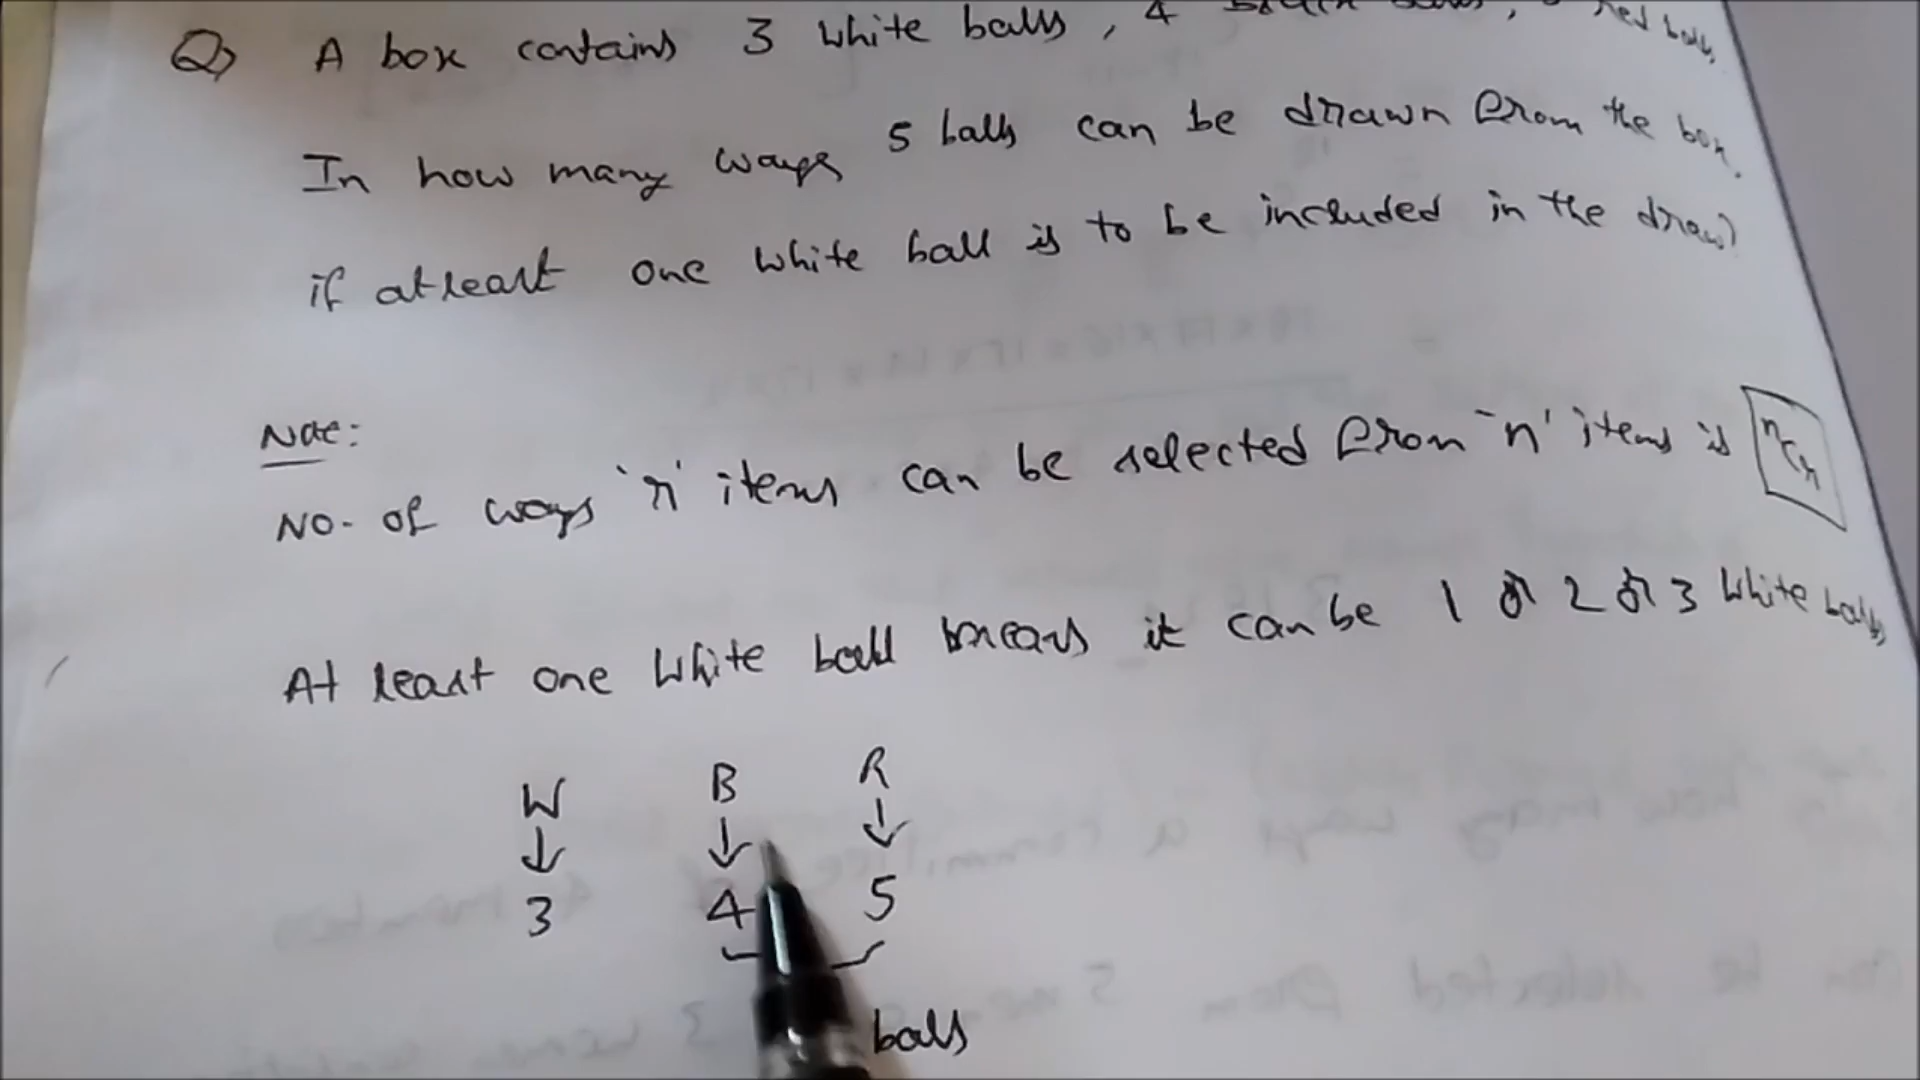 Q) A box contains 3 white balls, 4 balls, red balls.
In how many ways 5 balls can be drawn from the box.
if atleast one white ball is to be included in the draw?
Note:
No. of ways 'r' items can be selected from 'n' items is nCr
At least one white ball means it can be 1 or 2 or 3 white balls
W B R
↓ ↓ ↓
3 4 5
balls